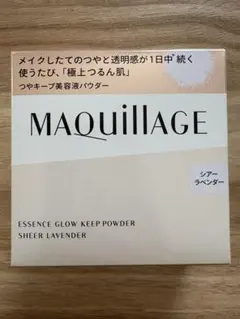 メイクしたてのつやと透明感が1日中*続く
使うたび、「極上つるん肌」
つやキープ美容液パウダー
MAQuillAGE
シアー
ラベンダー
ESSENCE GLOW KEEP POWDER
SHEER LAVENDER